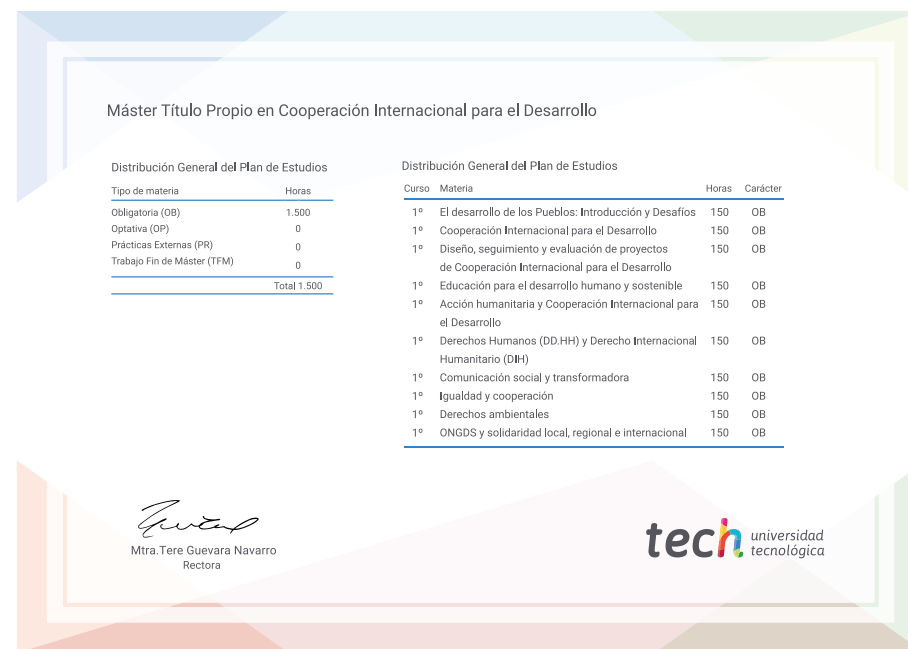 Máster Título Propio en Cooperación Internacional para el Desarrollo
Distribución General del Plan de Estudios
Tipo de materia Horas
Obligatoria (OB) 1.500
Optativa (OP) 0
Prácticas Externas (PR) 0
Trabajo Fin de Máster (TFM) 0
Total 1.500
Distribución General del Plan de Estudios
Curso Materia Horas Carácter
1º El desarrollo de los Pueblos: Introducción y Desafíos 150 OB
1º Cooperación Internacional para el Desarrollo 150 OB
1º Diseño, seguimiento y evaluación de proyectos 150 OB
de Cooperación Internacional para el Desarrollo
1º Educación para el desarrollo humano y sostenible 150 OB
1º Acción humanitaria y Cooperación Internacional para 150 OB
el Desarrollo
1º Derechos Humanos (DD.HH) y Derecho Internacional 150 OB
Humanitario (DIH)
1º Comunicación social y transformadora 150 OB
1º Igualdad y cooperación 150 OB
1º Derechos ambientales 150 OB
1º ONGDS y solidaridad local, regional e internacional 150 OB
Mtra.Tere Guevara Navarro
Rectora
tech universidad
tecnológica